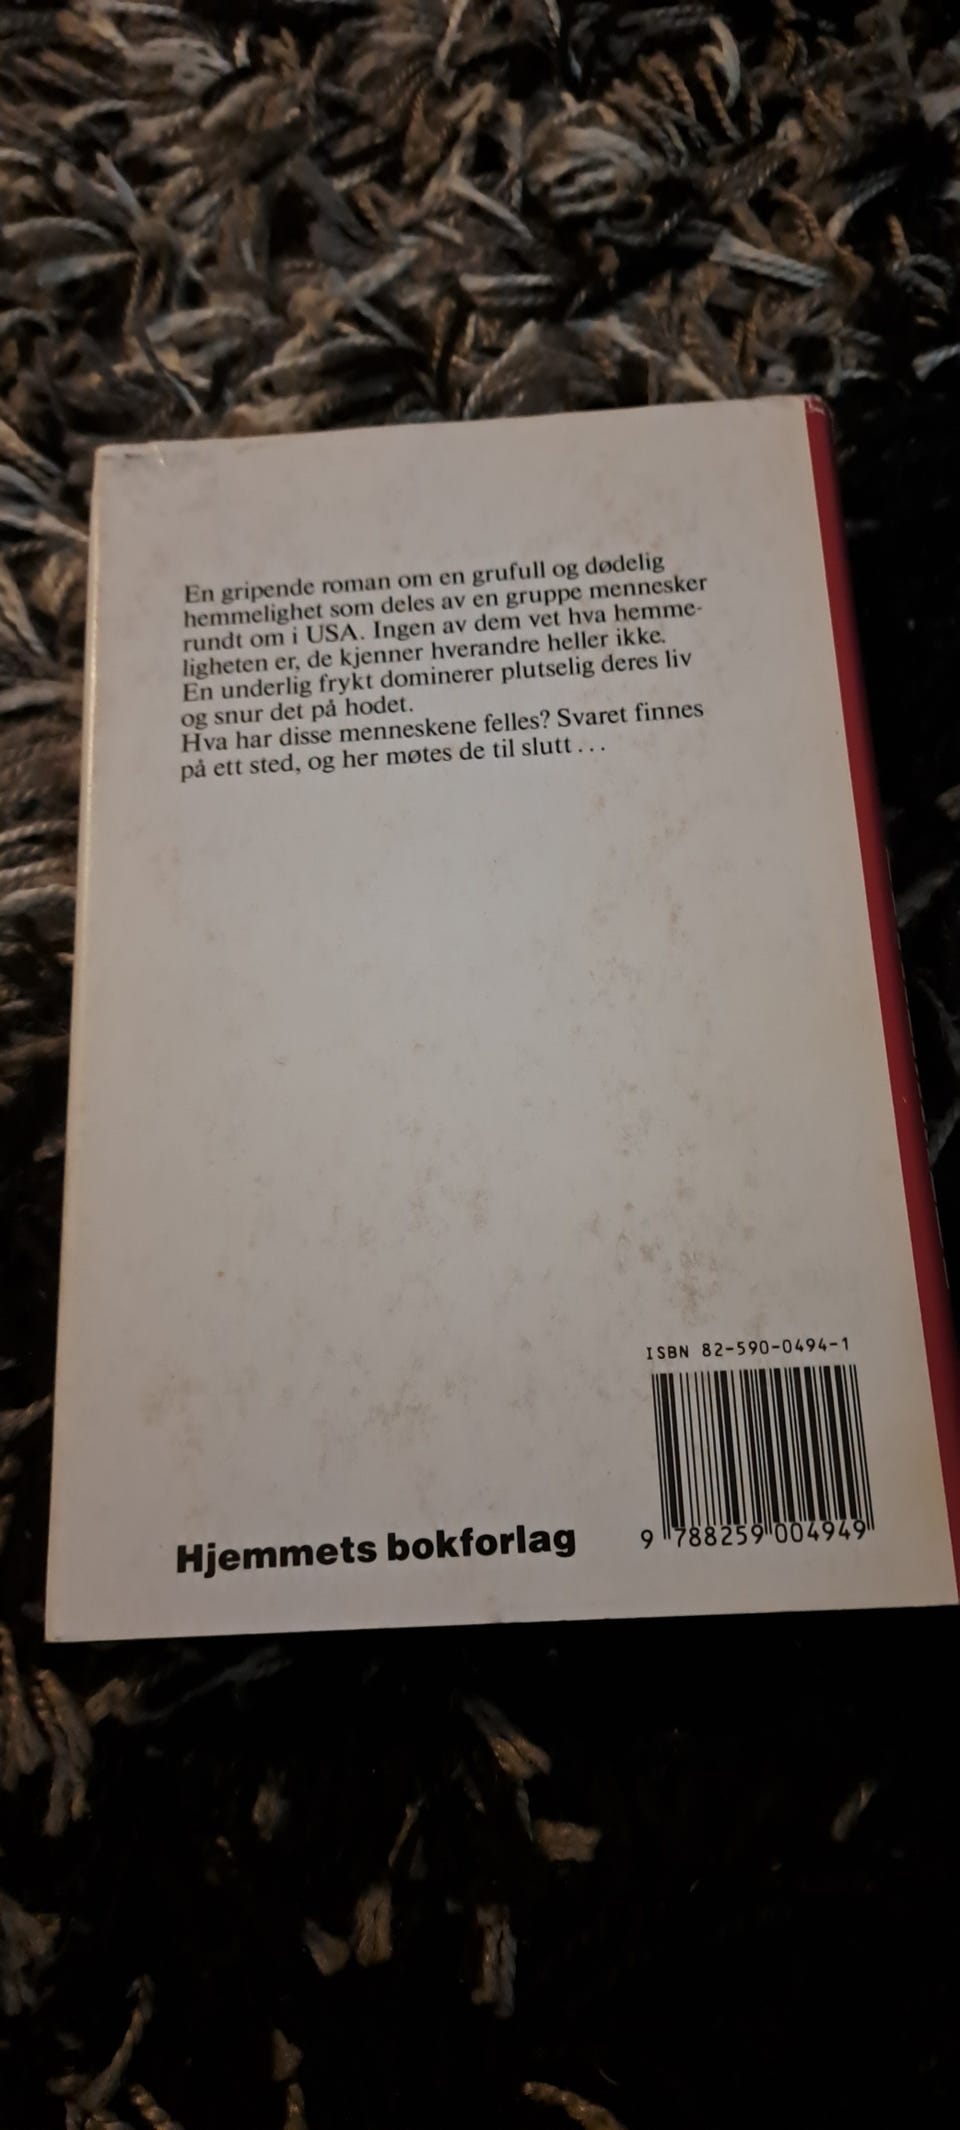 En gripende roman om en grufull og dødelig
hemmelighet som deles av en gruppe mennesker
rundt om i USA. Ingen av dem vet hva hemme-
ligheten er, de kjenner hverandre heller ikke.
En underlig frykt dominerer plutselig deres liv
og snur det på hodet.
Hva har disse menneskene felles? Svaret finnes
på ett sted, og her møtes de til slutt ...
ISBN 82-590-0494-1
9 788259 004949
Hjemmets bokforlag